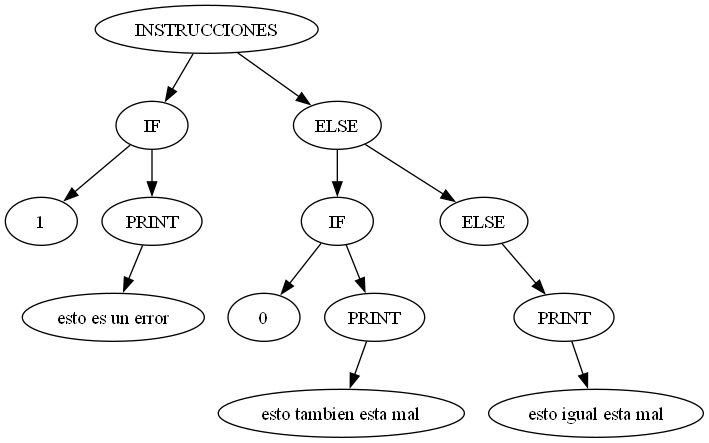 INSTRUCCIONES
IF
ELSE
1
PRINT
IF
ELSE
esto es un error
0
PRINT
PRINT
esto tambien esta mal
esto igual esta mal